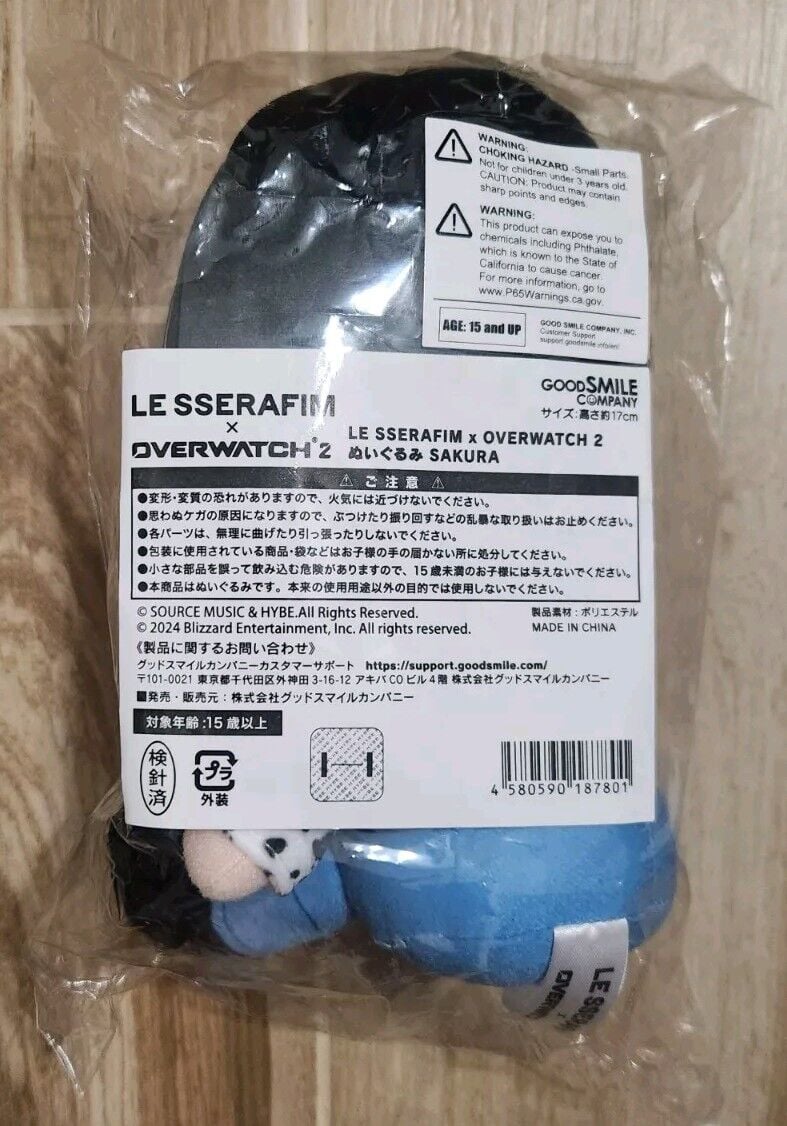 WARNING:
CHOKING HAZARD -Small Parts.
Not for children under 3 years old.
CAUTION: Product may contain
sharp points and edges.
WARNING:
This product can expose you to
chemicals including Phthalate,
which is known to the State of
California to cause cancer.
For more information, go to
www.P65Warnings.ca.gov.
AGE: 15 and UP
GOOD SMILE COMPANY, INC.
Customer Support
support.goodsmile.info/en/
LE SSERAFIM
×
OVERWATCH® 2
GOOD SMILE
COMPANY
サイズ:高さ約17cm
LE SSERAFIM x OVERWATCH 2
ぬいぐるみ SAKURA
⚠ ご注意 ⚠
●変形・変質の恐れがありますので、火気には近づけないでください。
●思わぬケガの原因になりますので、ぶつけたり振り回すなどの乱暴な取り扱いはお止めください。
●各パーツは、無理に曲げたり引っ張ったりしないでください。
●包装に使用されている商品・袋などはお子様の手の届かない所に処分してください。
●小さな部品を誤って飲み込む危険がありますので、15歳未満のお子様には与えないでください。
●本商品はぬいぐるみです。本来の使用用途以外の目的では使用しないでください。
© SOURCE MUSIC & HYBE.All Rights Reserved.
© 2024 Blizzard Entertainment, Inc. All rights reserved.
製品素材:ポリエステル
MADE IN CHINA
《製品に関するお問い合わせ》
グッドスマイルカンパニーカスタマーサポート https://support.goodsmile.com/
〒101-0021 東京都千代田区外神田 3-16-12 アキバCOビル4階 株式会社グッドスマイルカンパニー
■発売・販売元:株式会社グッドスマイルカンパニー
対象年齢:15歳以上
検針済
プラ
外装
4 580590 187801
LE SSERAFIM
×
OVERW